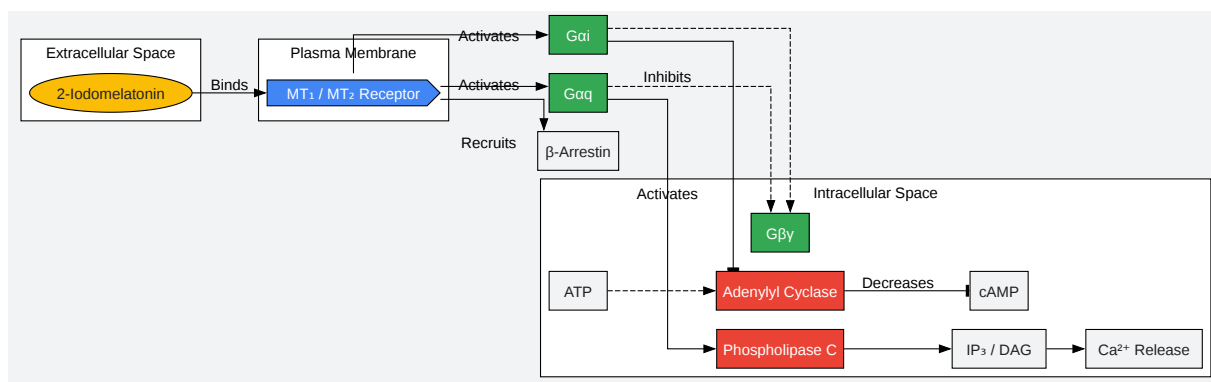 Gαi
Activates
Extracellular Space
Plasma Membrane
2-Iodomelatonin
Binds
MT₁ / MT₂ Receptor
Activates
Gαq
Inhibits
Recruits
β-Arrestin
Activates
Intracellular Space
Gβγ
ATP
Adenylyl Cyclase
Decreases
cAMP
Phospholipase C
IP₃ / DAG
Ca²⁺ Release